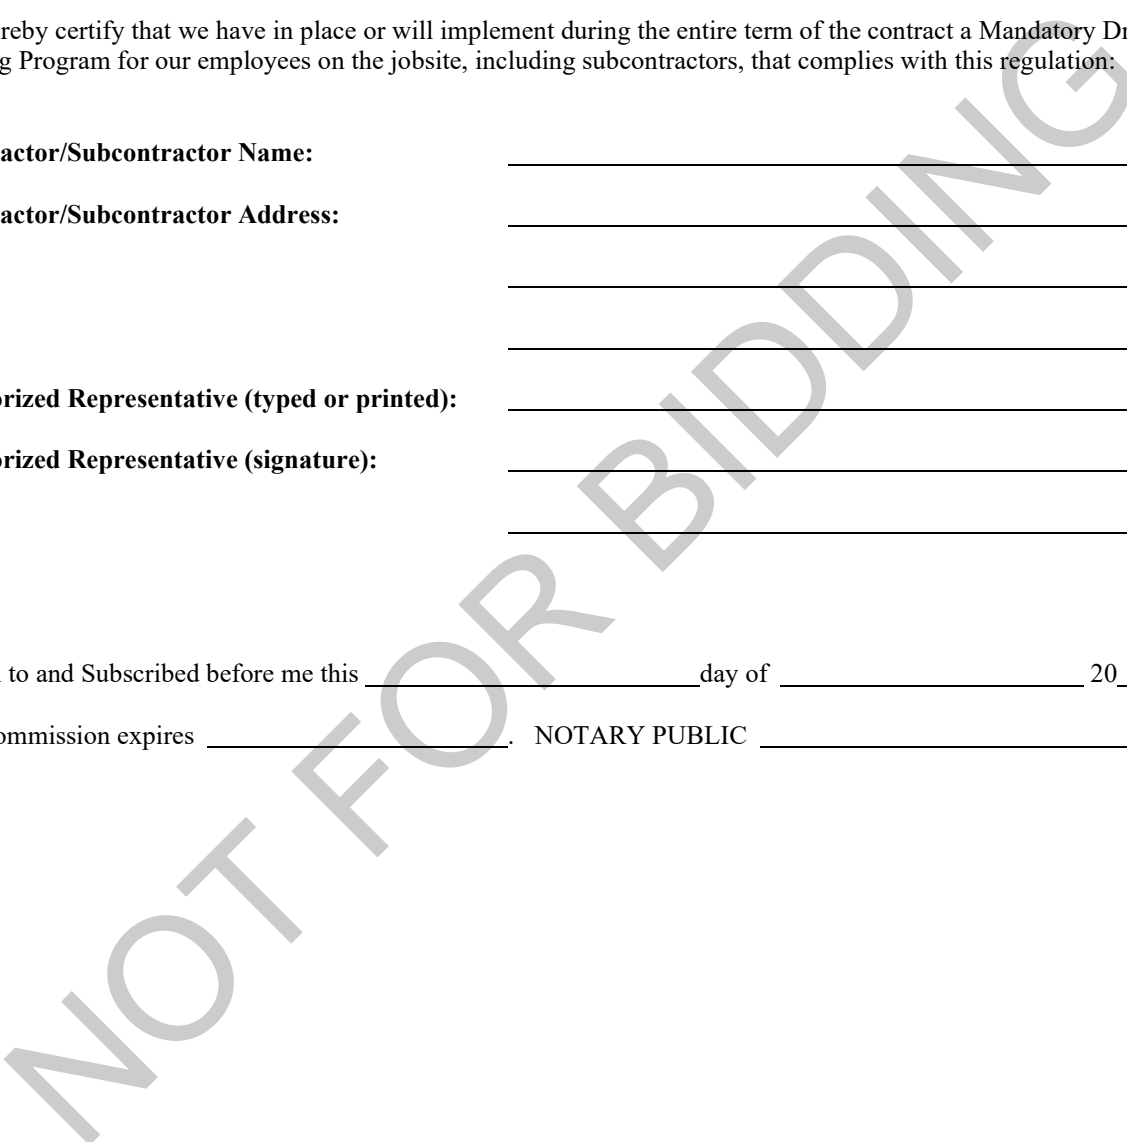 reby certify that we have in place or will implement during the entire term of the contract a Mandatory Dr
g Program for our employees on the jobsite, including subcontractors, that complies with this regulation:
actor/Subcontractor Name:
actor/Subcontractor Address:
orized Representative (typed or printed):
orized Representative (signature):
to and Subscribed before me this day of 20
ommission expires . NOTARY PUBLIC
NOT FOR BIDDING